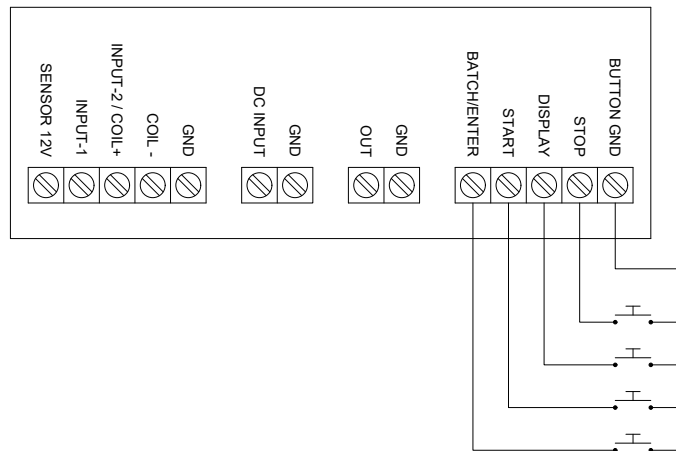 SENSOR 12V
INPUT-1
INPUT-2 / COIL+
COIL -
GND
DC INPUT
GND
OUT
GND
BATCH/ENTER
START
DISPLAY
STOP
BUTTON GND